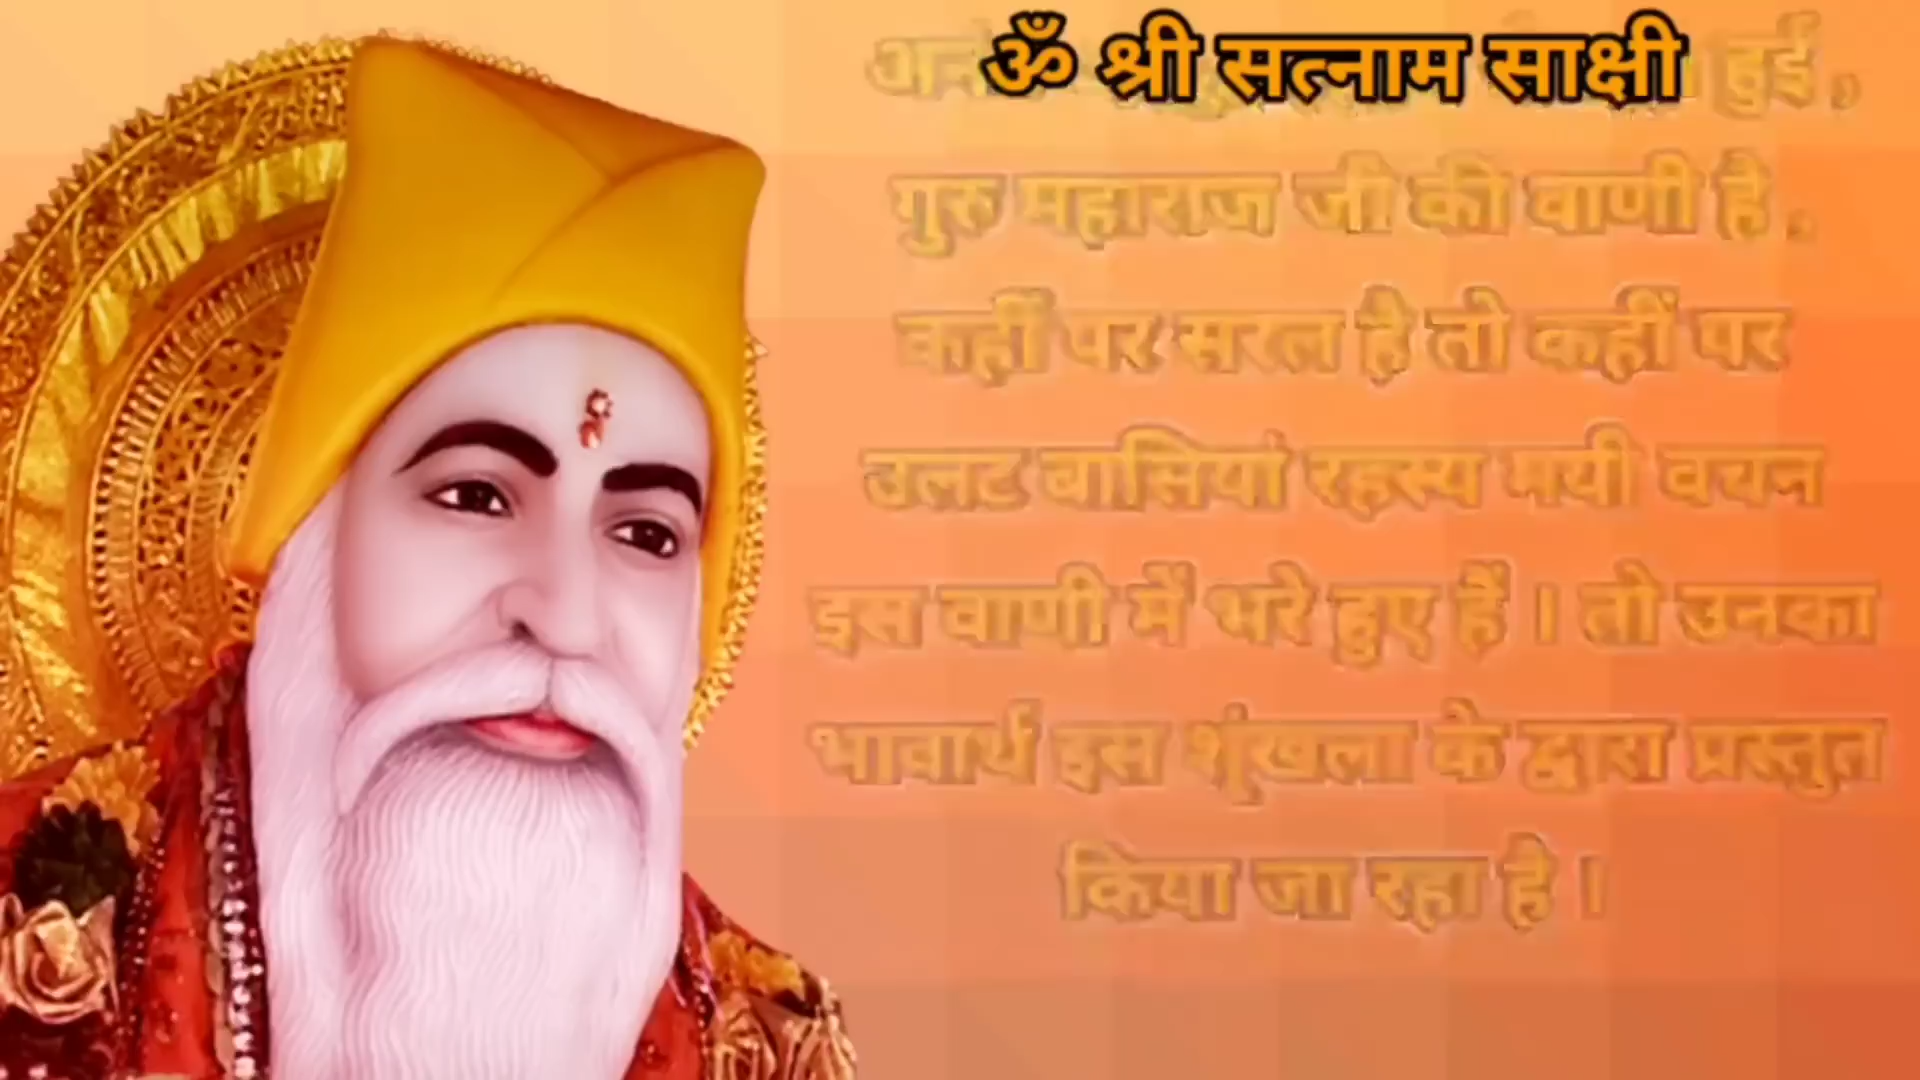 ॐ श्री सत्नाम साक्षी
हुई ,
गुरु महाराज जी की वाणी है .
कहीं पर सरल है तो कहीं पर
उलट बासियां रहस्य मयी वचन
इस वाणी में भरे हुए हैं । तो उनका
भावार्थ इस शृंखला के द्वारा प्रस्तुत
किया जा रहा है ।